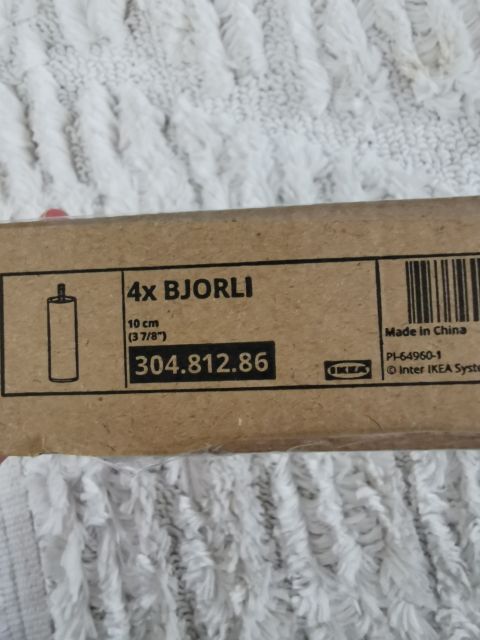 4x BJORLI
10 cm
(3 7/8")
304.812.86
IKEA
Made in China
PI-64960-1
© Inter IKEA Syste